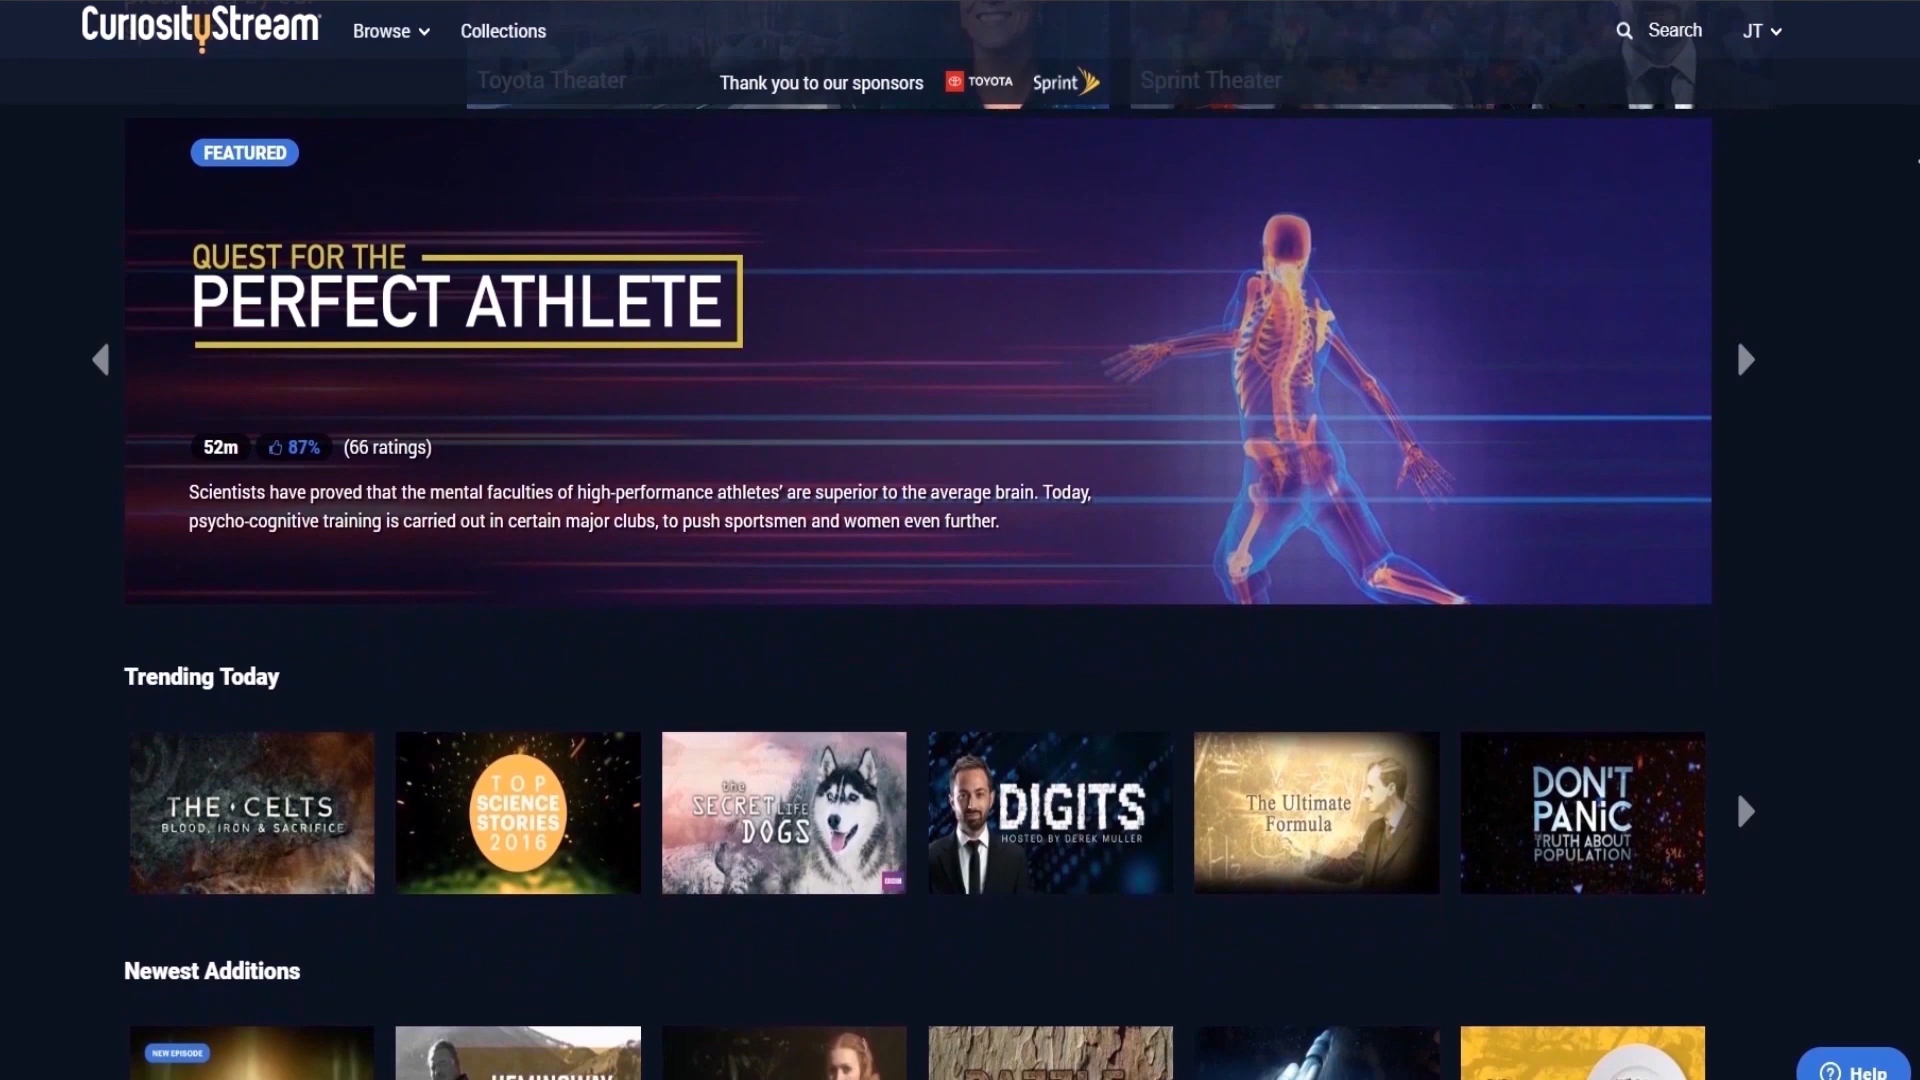 CuriosityStream
Browse
Collections
Search
JT
Toyota Theater
Thank you to our sponsors
TOYOTA
Sprint
Sprint Theater
FEATURED
QUEST FOR THE
PERFECT ATHLETE
52m
87%
(66 ratings)
Scientists have proved that the mental faculties of high-performance athletes’ are superior to the average brain. Today,
psycho-cognitive training is carried out in certain major clubs, to push sportsmen and women even further.
Trending Today
THE • CELTS
BLOOD, IRON & SACRIFICE
TOP
SCIENCE
STORIES
2016
the
SECRET LIFE
DOGS
BBC
DIGITS
HOSTED BY DEREK MULLER
The Ultimate
Formula
DON'T
PANiC
TRUTH ABOUT
POPULATION
Newest Additions
NEW EPISODE
HEMINGWAY
Help